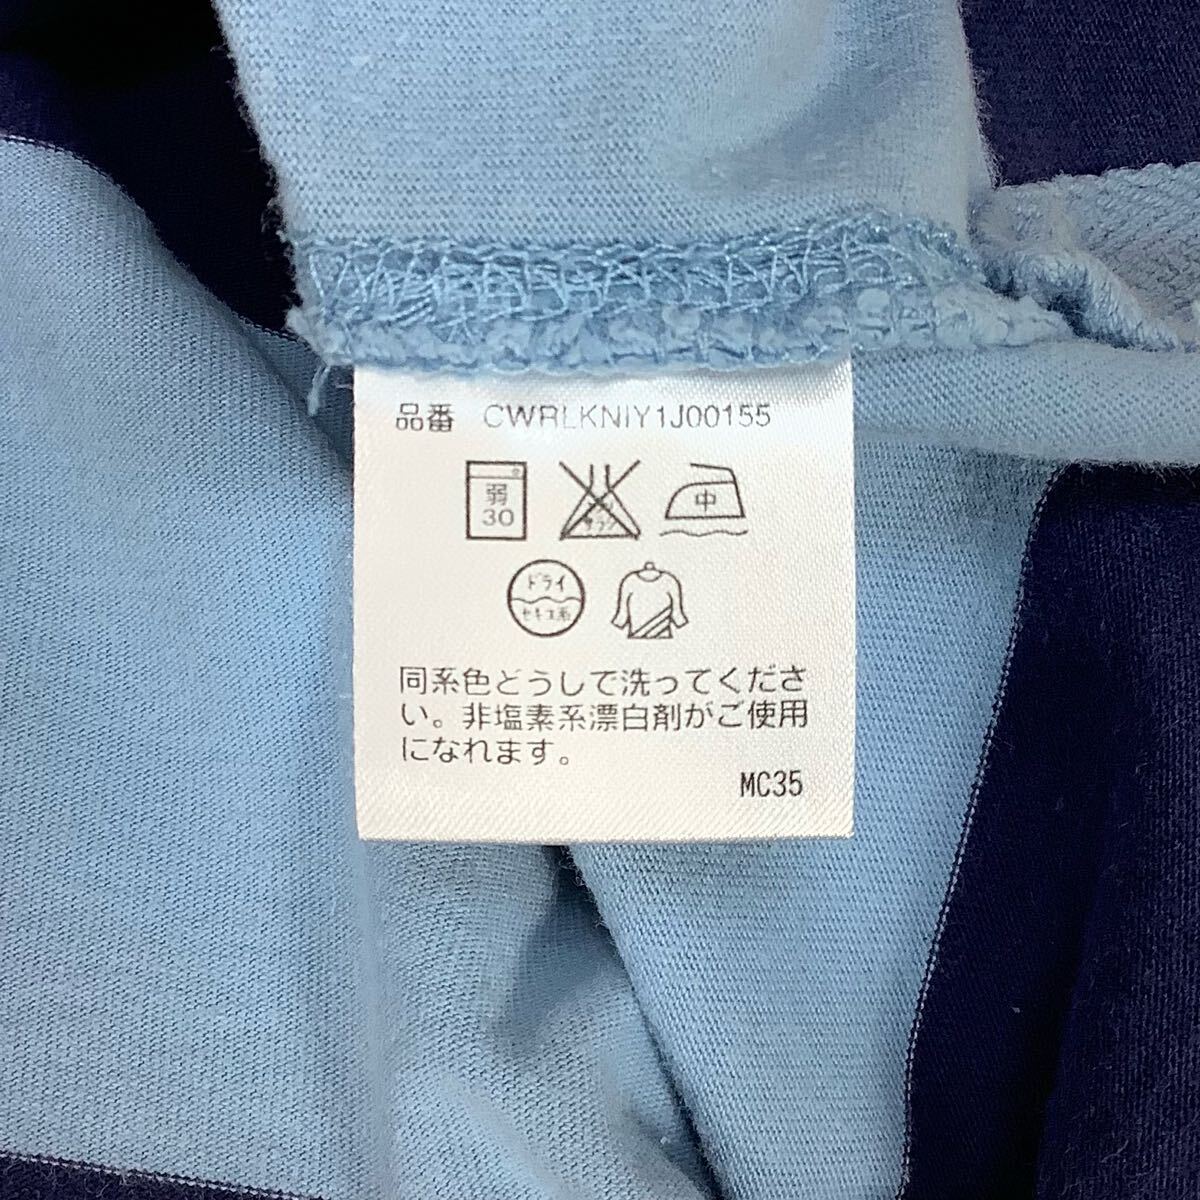 品番 CWRLKNIY1J00155
弱
30
中
ドライ
セキユ系
同系色どうしで洗ってくださ
い。非塩素系漂白剤がご使用
になれます。
MC35